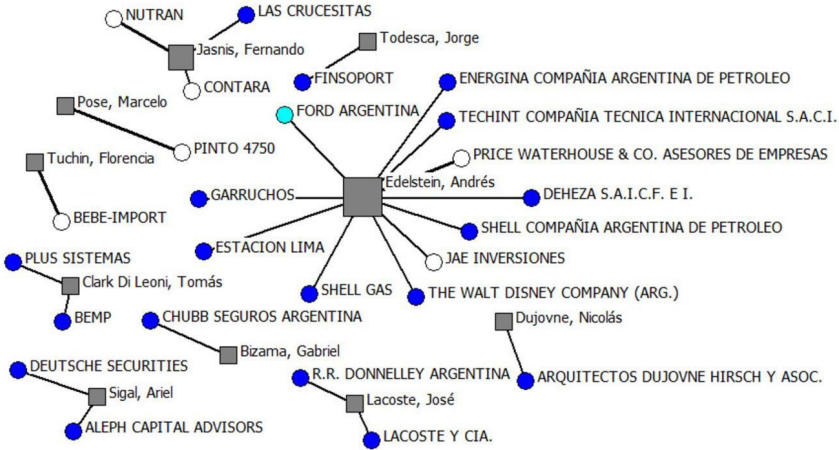 NUTRAN
LAS CRUCESITAS
Todesca, Jorge
Jasnis, Fernando
FINSOPORT
ENERGINA COMPAÑIA ARGENTINA DE PETROLEO
CONTARA
Pose, Marcelo
FORD ARGENTINA
TECHINT COMPAÑIA TECNICA INTERNACIONAL S.A.C.I.
PINTO 4750
PRICE WATERHOUSE & CO. ASESORES DE EMPRESAS
Tuchin, Florencia
Edelstein, Andrés
GARRUCHOS
DEHEZA S.A.I.C.F. E I.
BEBE-IMPORT
SHELL COMPAÑIA ARGENTINA DE PETROLEO
ESTACION LIMA
PLUS SISTEMAS
JAE INVERSIONES
Clark Di Leoni, Tomás
SHELL GAS
THE WALT DISNEY COMPANY (ARG.)
BEMP
CHUBB SEGUROS ARGENTINA
Dujovne, Nicolás
Bizama, Gabriel
DEUTSCHE SECURITIES
R.R. DONNELLEY ARGENTINA
ARQUITECTOS DUJOVNE HIRSCH Y ASOC.
Sigal, Ariel
Lacoste, José
ALEPH CAPITAL ADVISORS
LACOSTE Y CIA.